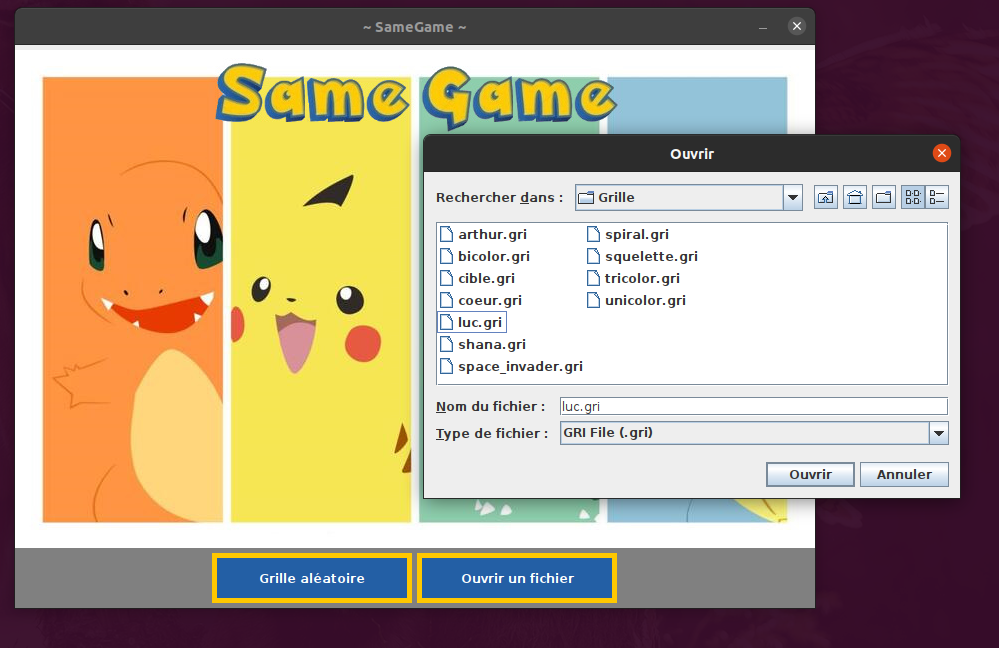 ~ SameGame ~
Same Game
Ouvrir
Rechercher dans :
Grille
arthur.gri
bicolor.gri
cible.gri
coeur.gri
luc.gri
shana.gri
space_invader.gri
spiral.gri
squelette.gri
tricolor.gri
unicolor.gri
Nom du fichier : luc.gri
Type de fichier : GRI File (.gri)
Ouvrir Annuler
Grille aléatoire Ouvrir un fichier